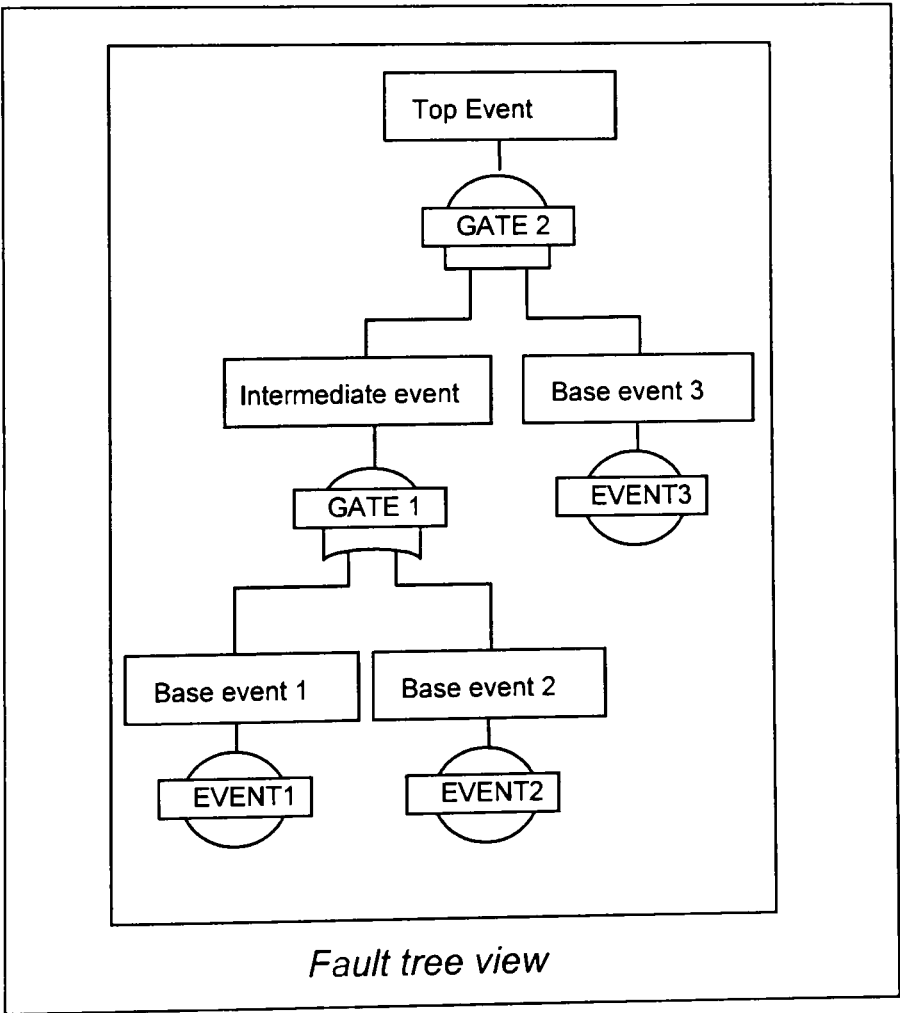 Top Event
GATE 2
Intermediate event
Base event 3
GATE 1
EVENT3
Base event 1
Base event 2
EVENT1
EVENT2
Fault tree view